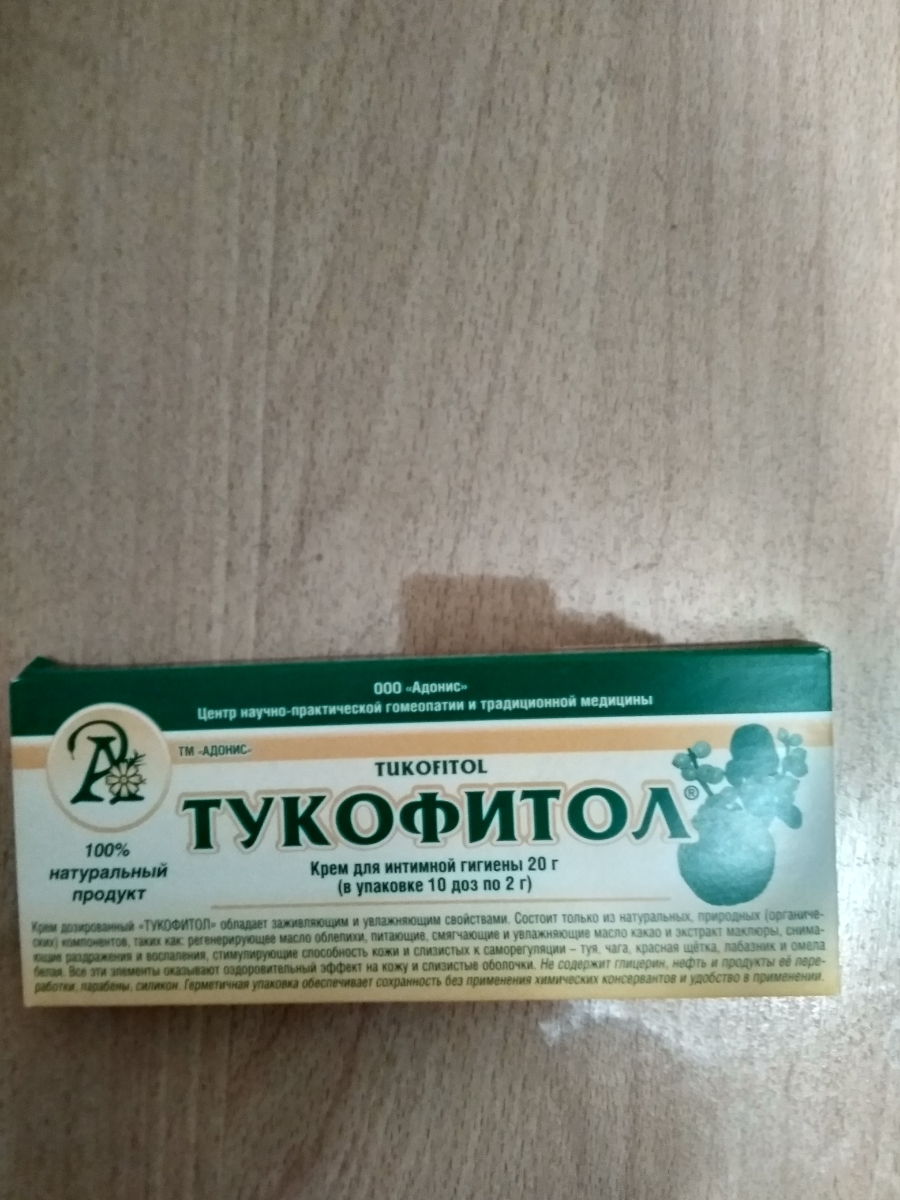 ООО «Адонис»
Центр научно-практической гомеопатии и традиционной медицины
ТМ «АДОНИС»
TUKOFITOL
ТУКОФИТОЛ®
100%
натуральный
продукт
Крем для интимной гигиены 20 г
(в упаковке 10 доз по 2 г)
Крем дозированный «ТУКОФИТОЛ» обладает заживляющим и увлажняющим свойствами. Состоит только из натуральных, природных (органиче-
ских) компонентов, таких как: регенерирующее масло облепихи, питающие, смягчающие и увлажняющие масло какао и экстракт маклюры, снима-
ющие раздражения и воспаления, стимулирующие способность кожи и слизистых к саморегуляции – туя, чага, красная щётка, лабазник и омела
белая. Все эти элементы оказывают оздоровительный эффект на кожу и слизистые оболочки. Не содержит глицерин, нефть и продукты её пере-
работки, парабены, силикон. Герметичная упаковка обеспечивает сохранность без применения химических консервантов и удобство в применении.